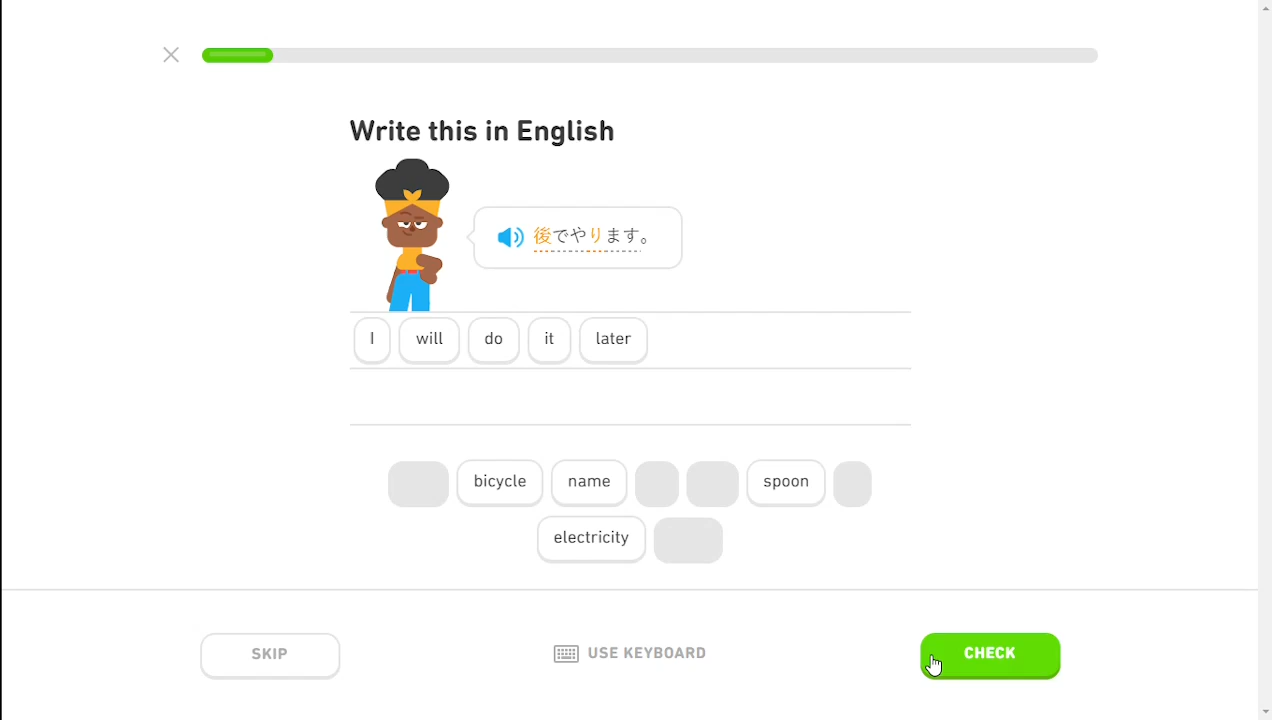 Write this in English
後でやります。
I will do it later
bicycle name spoon
electricity
SKIP USE KEYBOARD CHECK